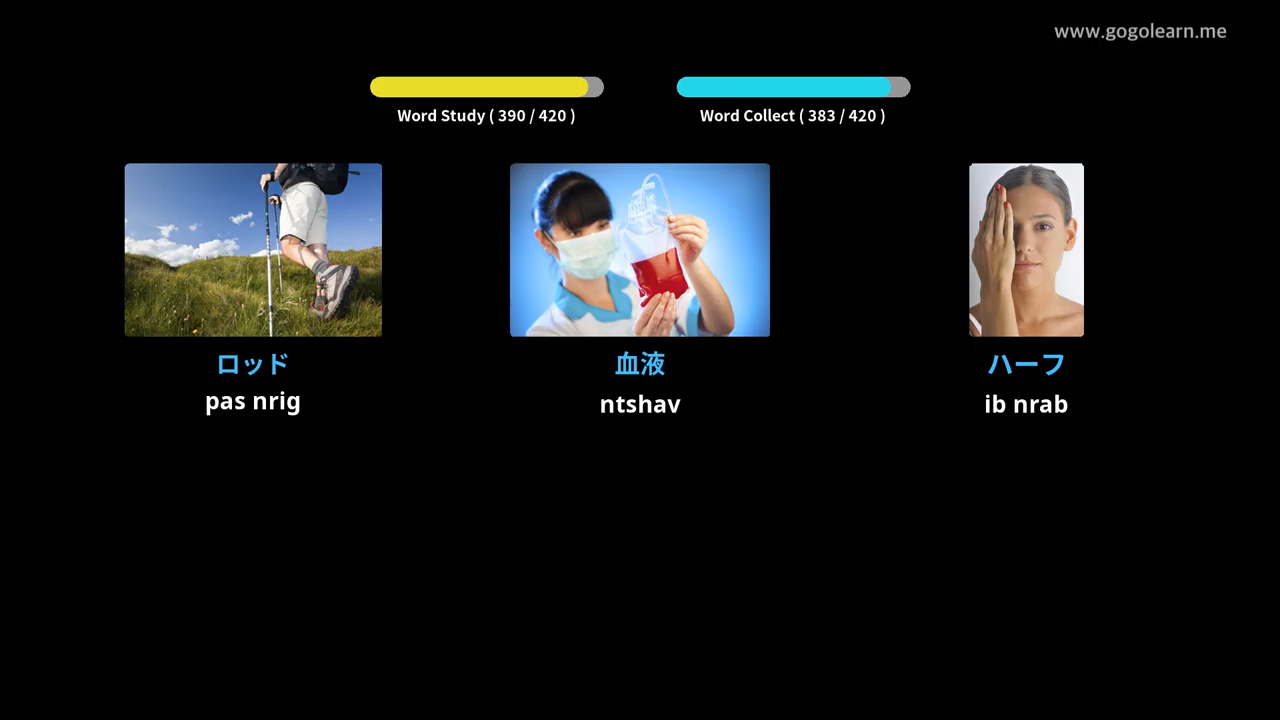 www.gogolearn.me
Word Study ( 390 / 420 )
Word Collect ( 383 / 420 )
ロッド
血液
ハーフ
pas nrig
ntshav
ib nrab